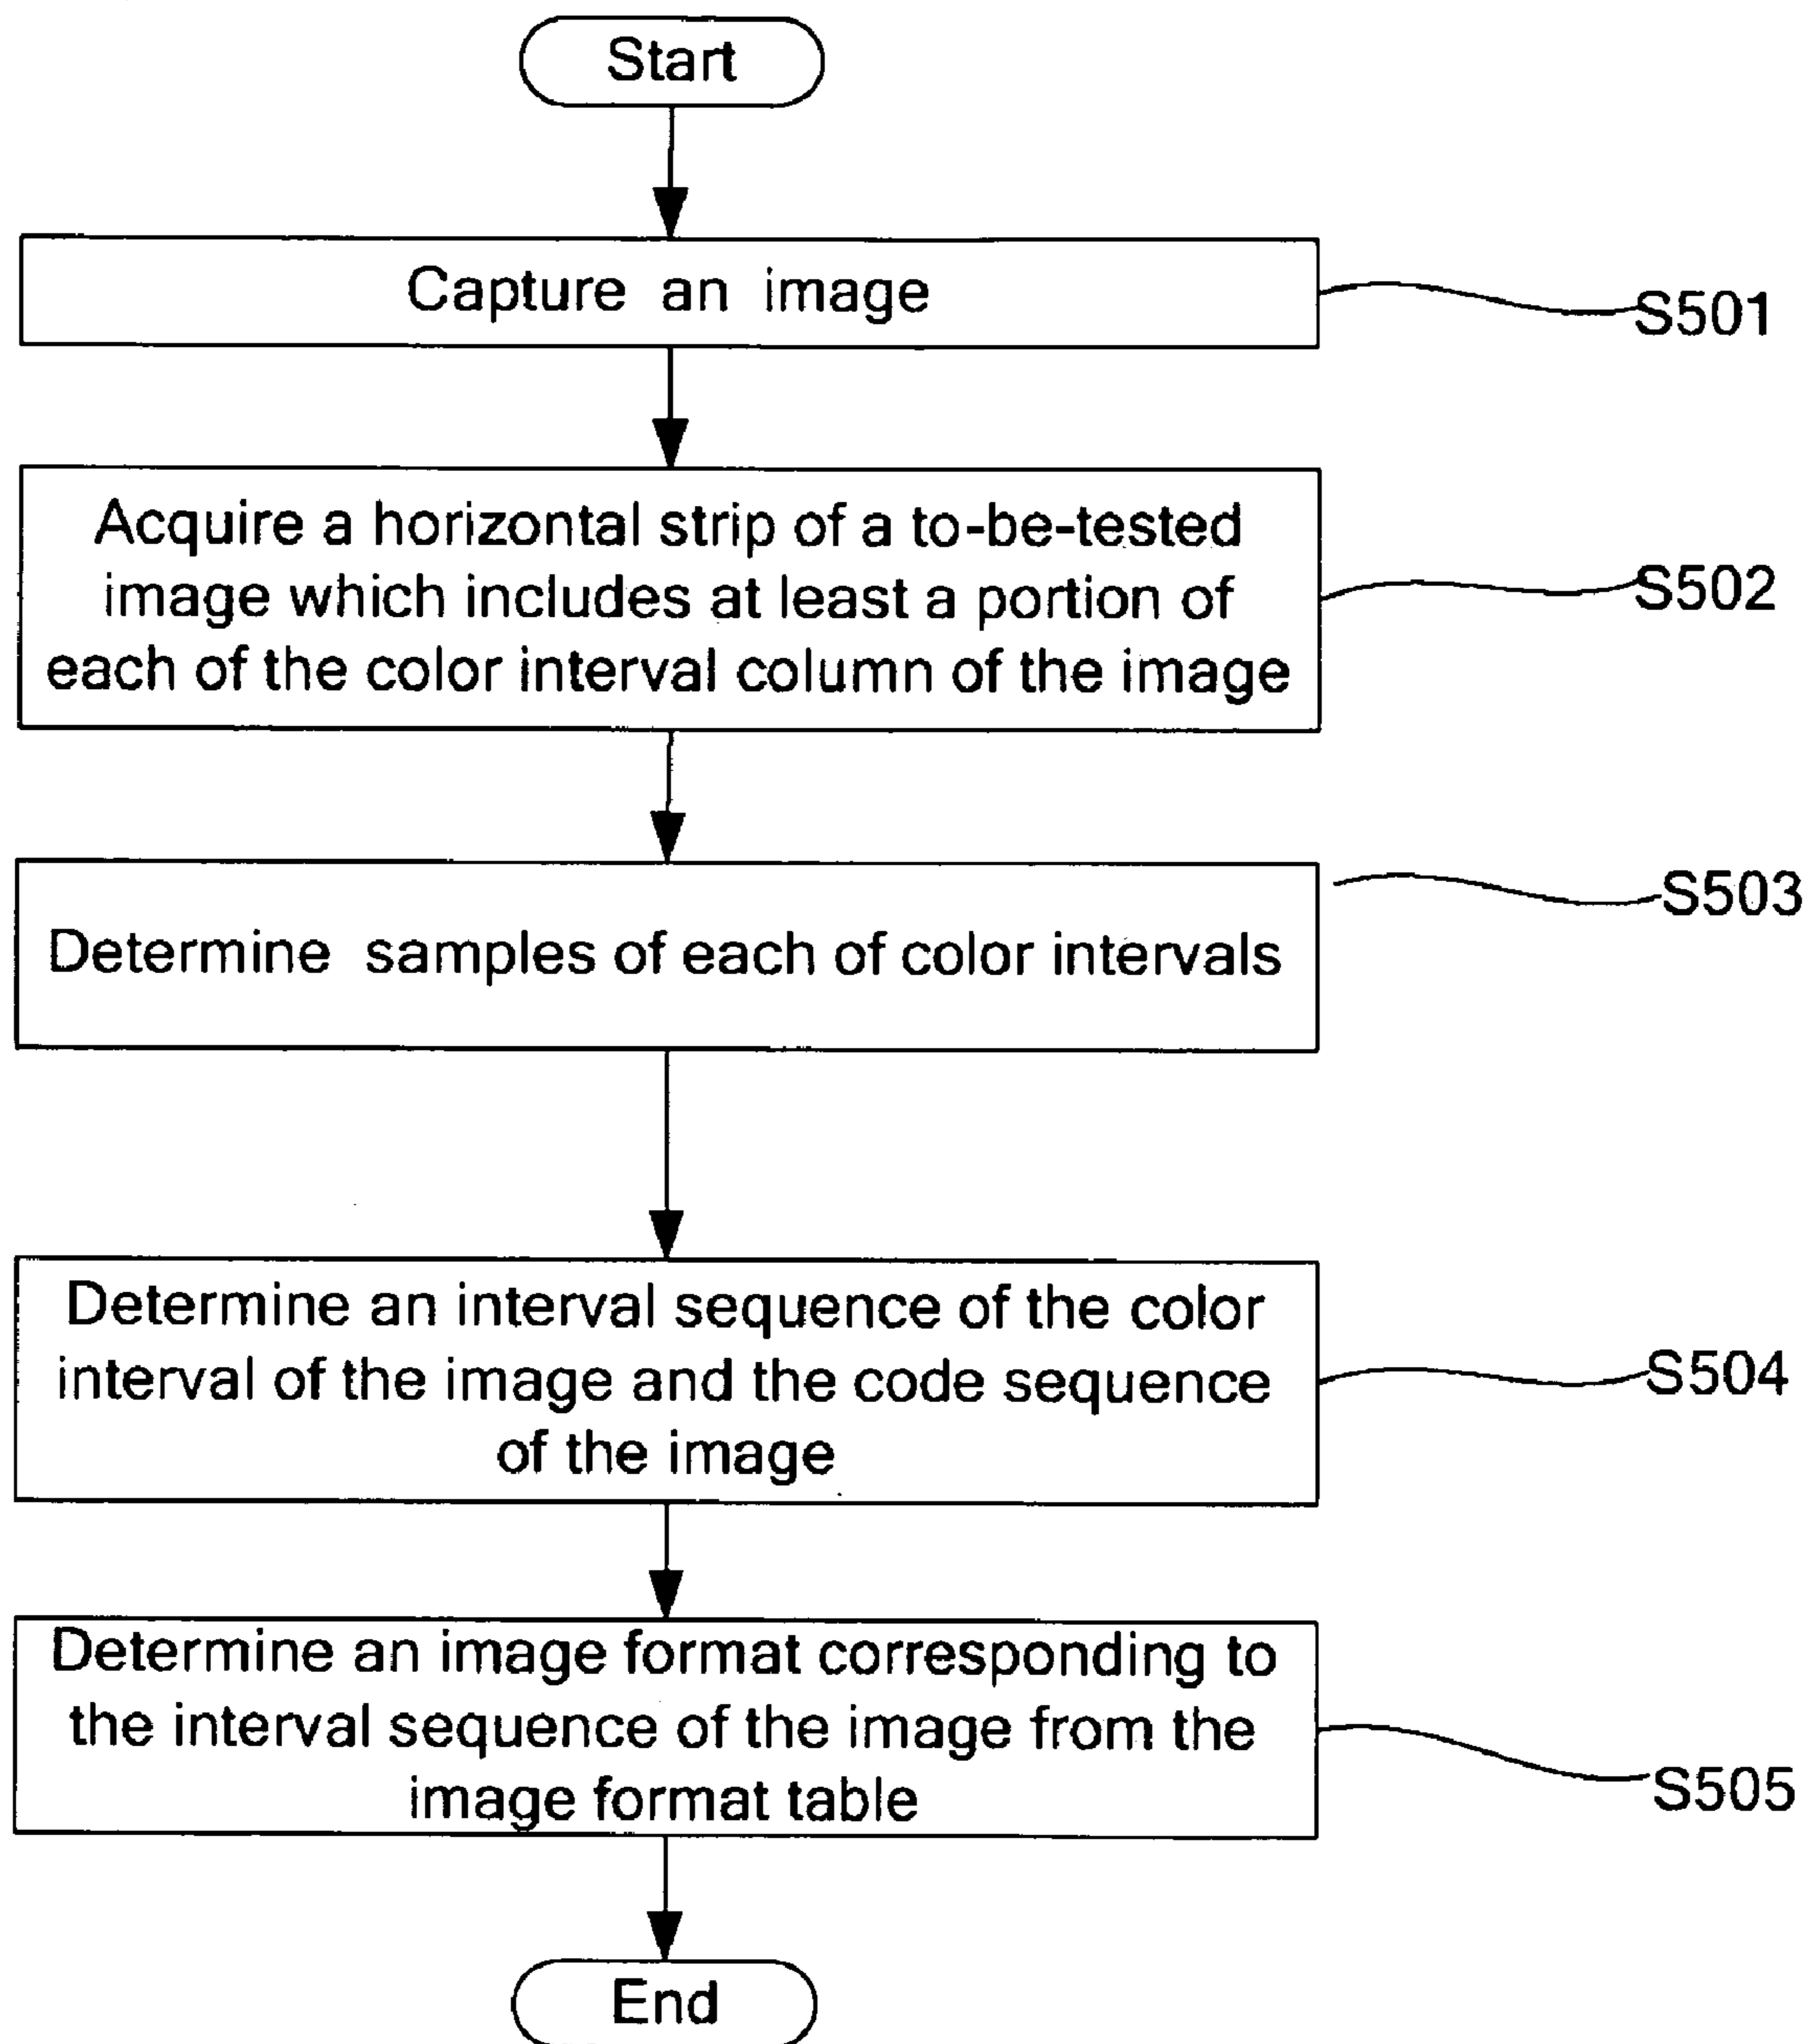 Start
Capture an image
S501
Acquire a horizontal strip of a to-be-tested
image which includes at least a portion of
each of the color interval column of the image
S502
Determine samples of each of color intervals
S503
Determine an interval sequence of the color
interval of the image and the code sequence
of the image
S504
Determine an image format corresponding to
the interval sequence of the image from the
image format table
S505
End